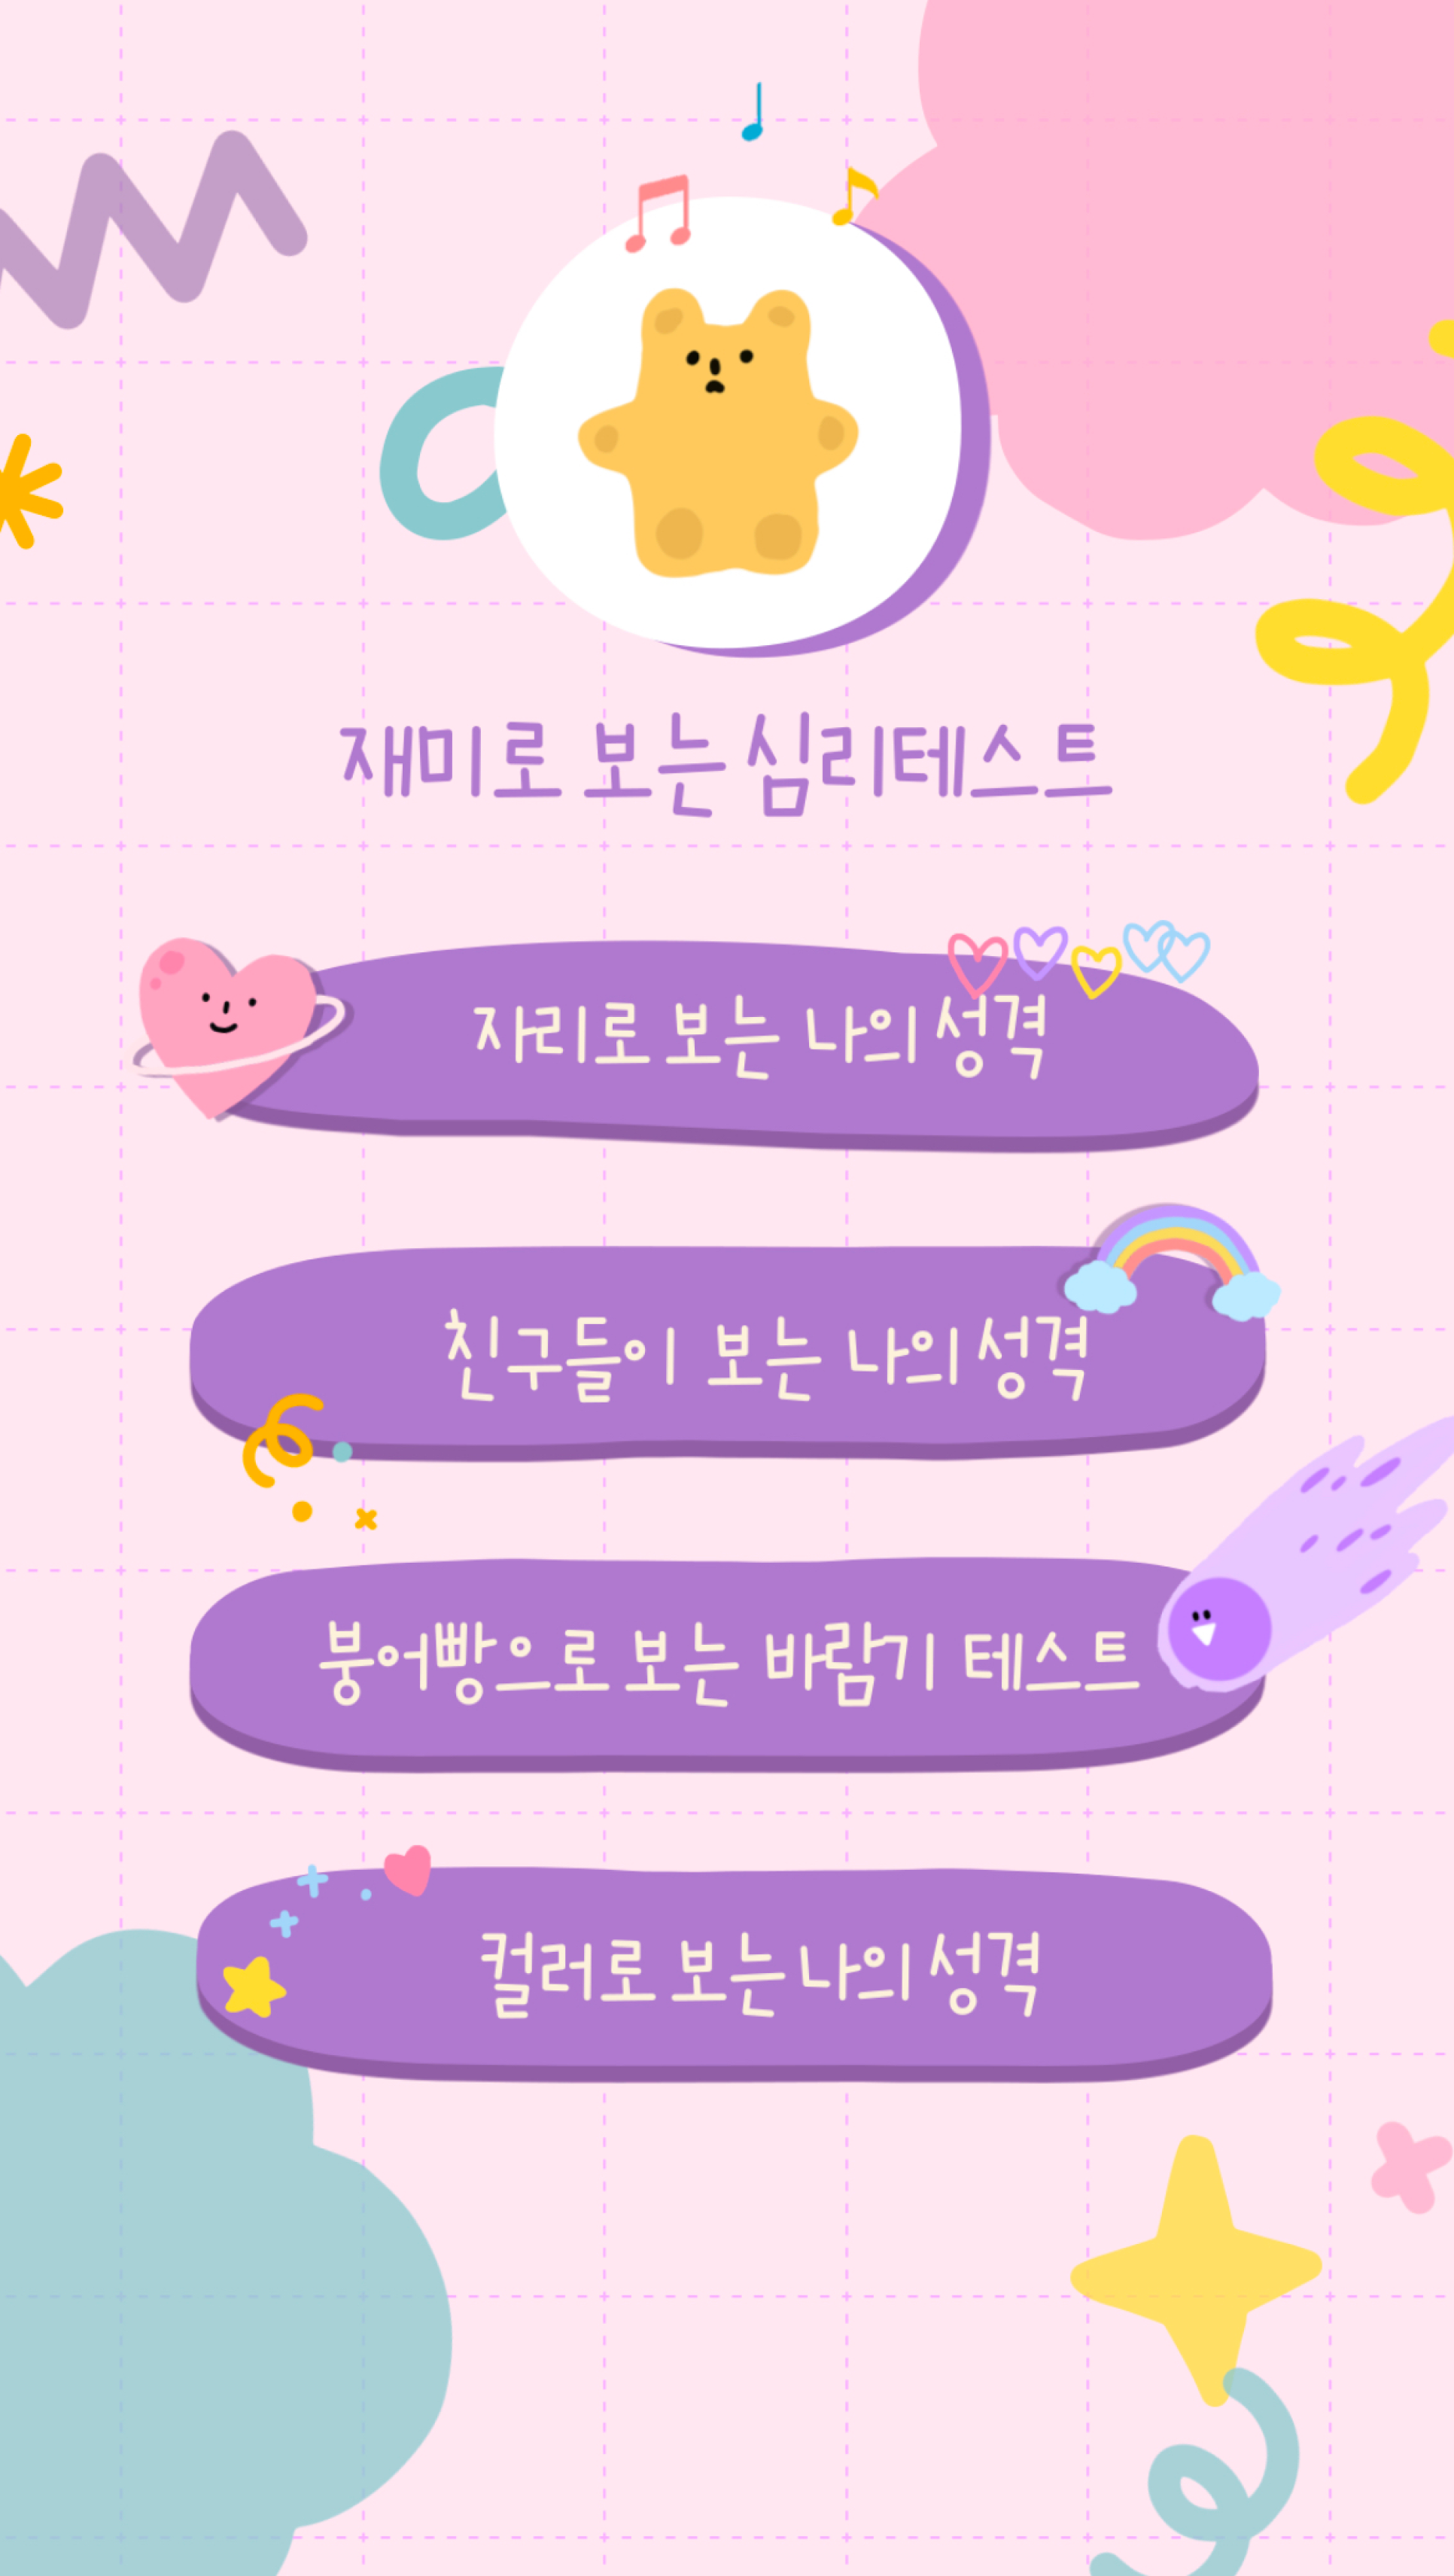 재미로 보는 심리테스트
자리로 보는 나의 성격
친구들이 보는 나의 성격
붕어빵으로 보는 바람기 테스트
컬러로 보는 나의 성격